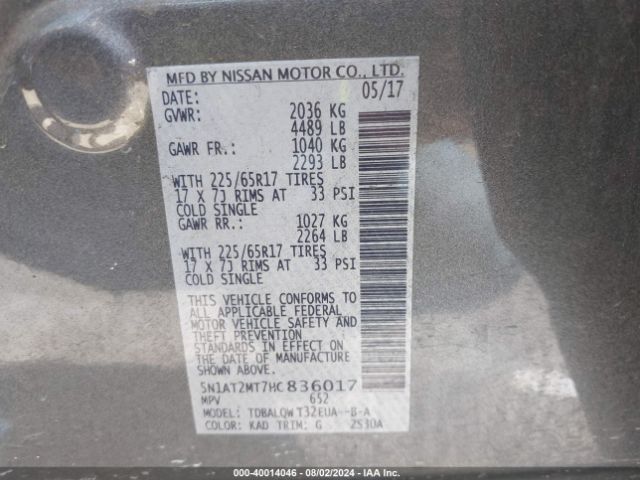 MFD BY NISSAN MOTOR CO., LTD.
DATE: 05/17
GVWR: 2036 KG
4489 LB
GAWR FR.: 1040 KG
2293 LB
WITH 225/65R17 TIRES
17 X 7J RIMS AT 33 PSI
COLD SINGLE
GAWR RR.: 1027 KG
2264 LB
WITH 225/65R17 TIRES
17 X 7J RIMS AT 33 PSI
COLD SINGLE
THIS VEHICLE CONFORMS TO
ALL APPLICABLE FEDERAL
MOTOR VEHICLE SAFETY AND
THEFT PREVENTION
STANDARDS IN EFFECT ON
THE DATE OF MANUFACTURE
SHOWN ABOVE.
5N1AT2MT7HC836017
MPV 652
MODEL: TDBALQW T32EUA--B-A
COLOR: KAD TRIM: G 2S30A
000-40014046 - 08/02/2024 - IAA Inc.